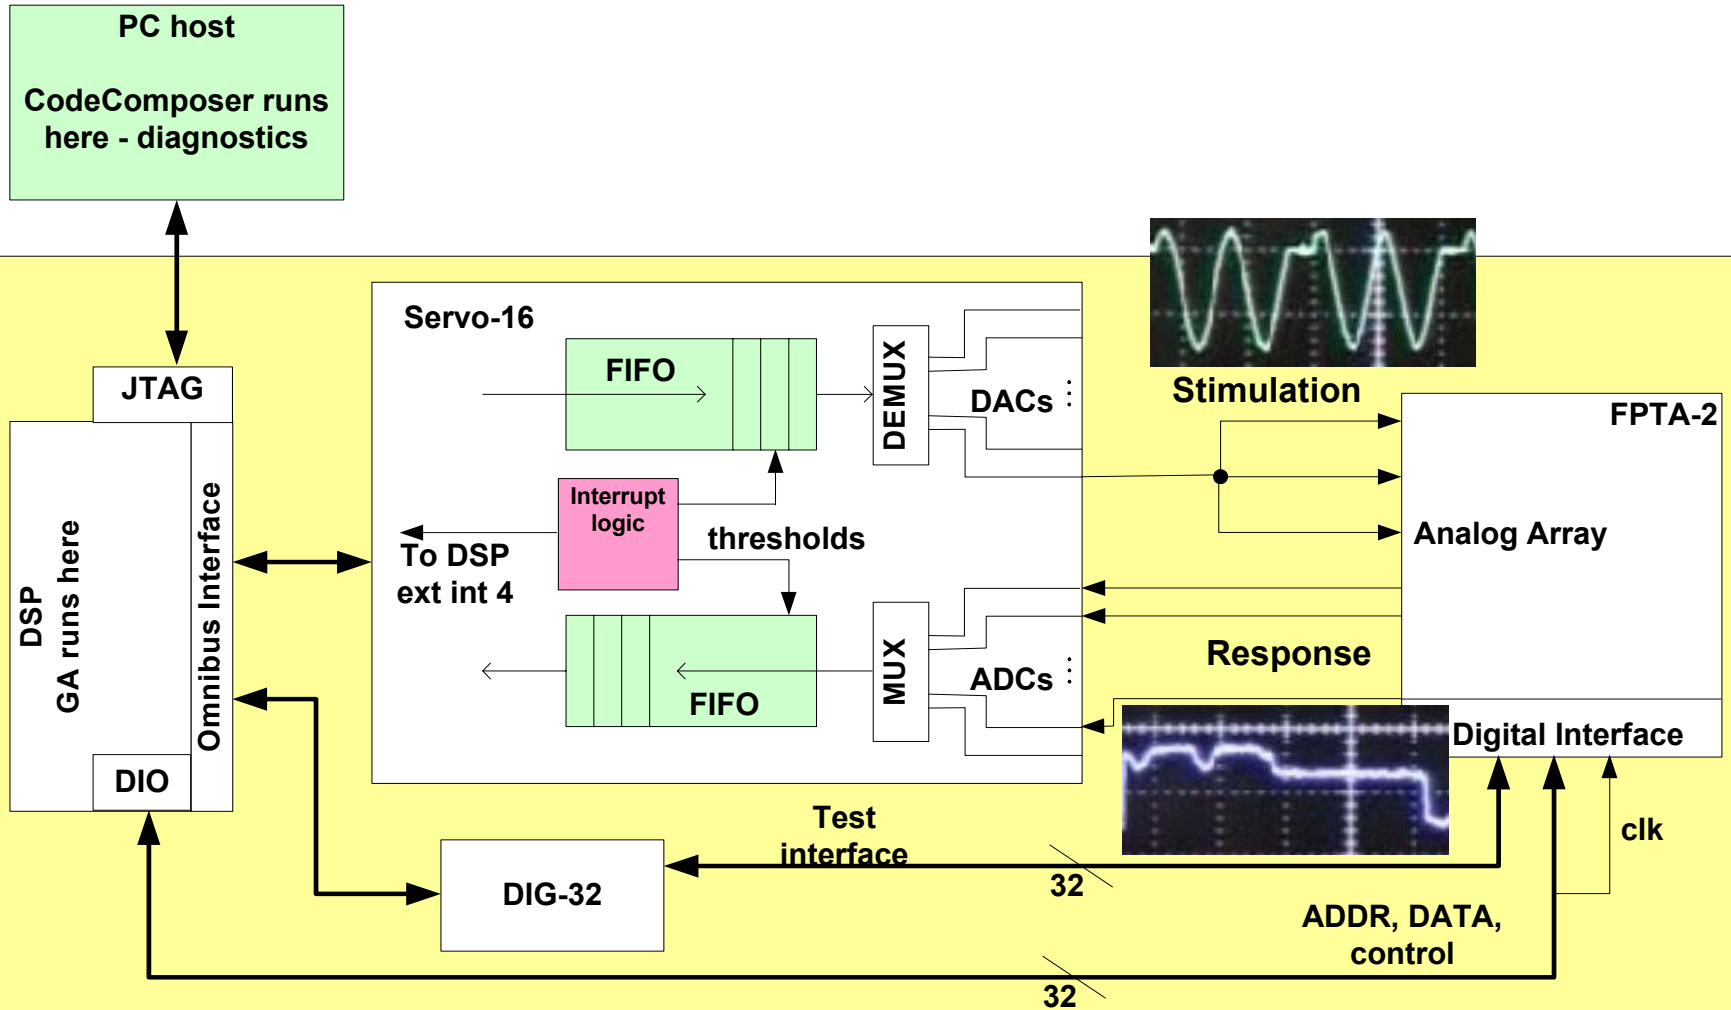 PC host
CodeComposer runs
here - diagnostics
JTAG
DSP
GA runs here
Omnibus Interface
DIO
Servo-16
FIFO
DEMUX
DACs
Interrupt
logic
thresholds
To DSP
ext int 4
FIFO
MUX
ADCs
Stimulation
FPTA-2
Analog Array
Response
Digital Interface
clk
Test
interface
32
DIG-32
ADDR, DATA,
control
32